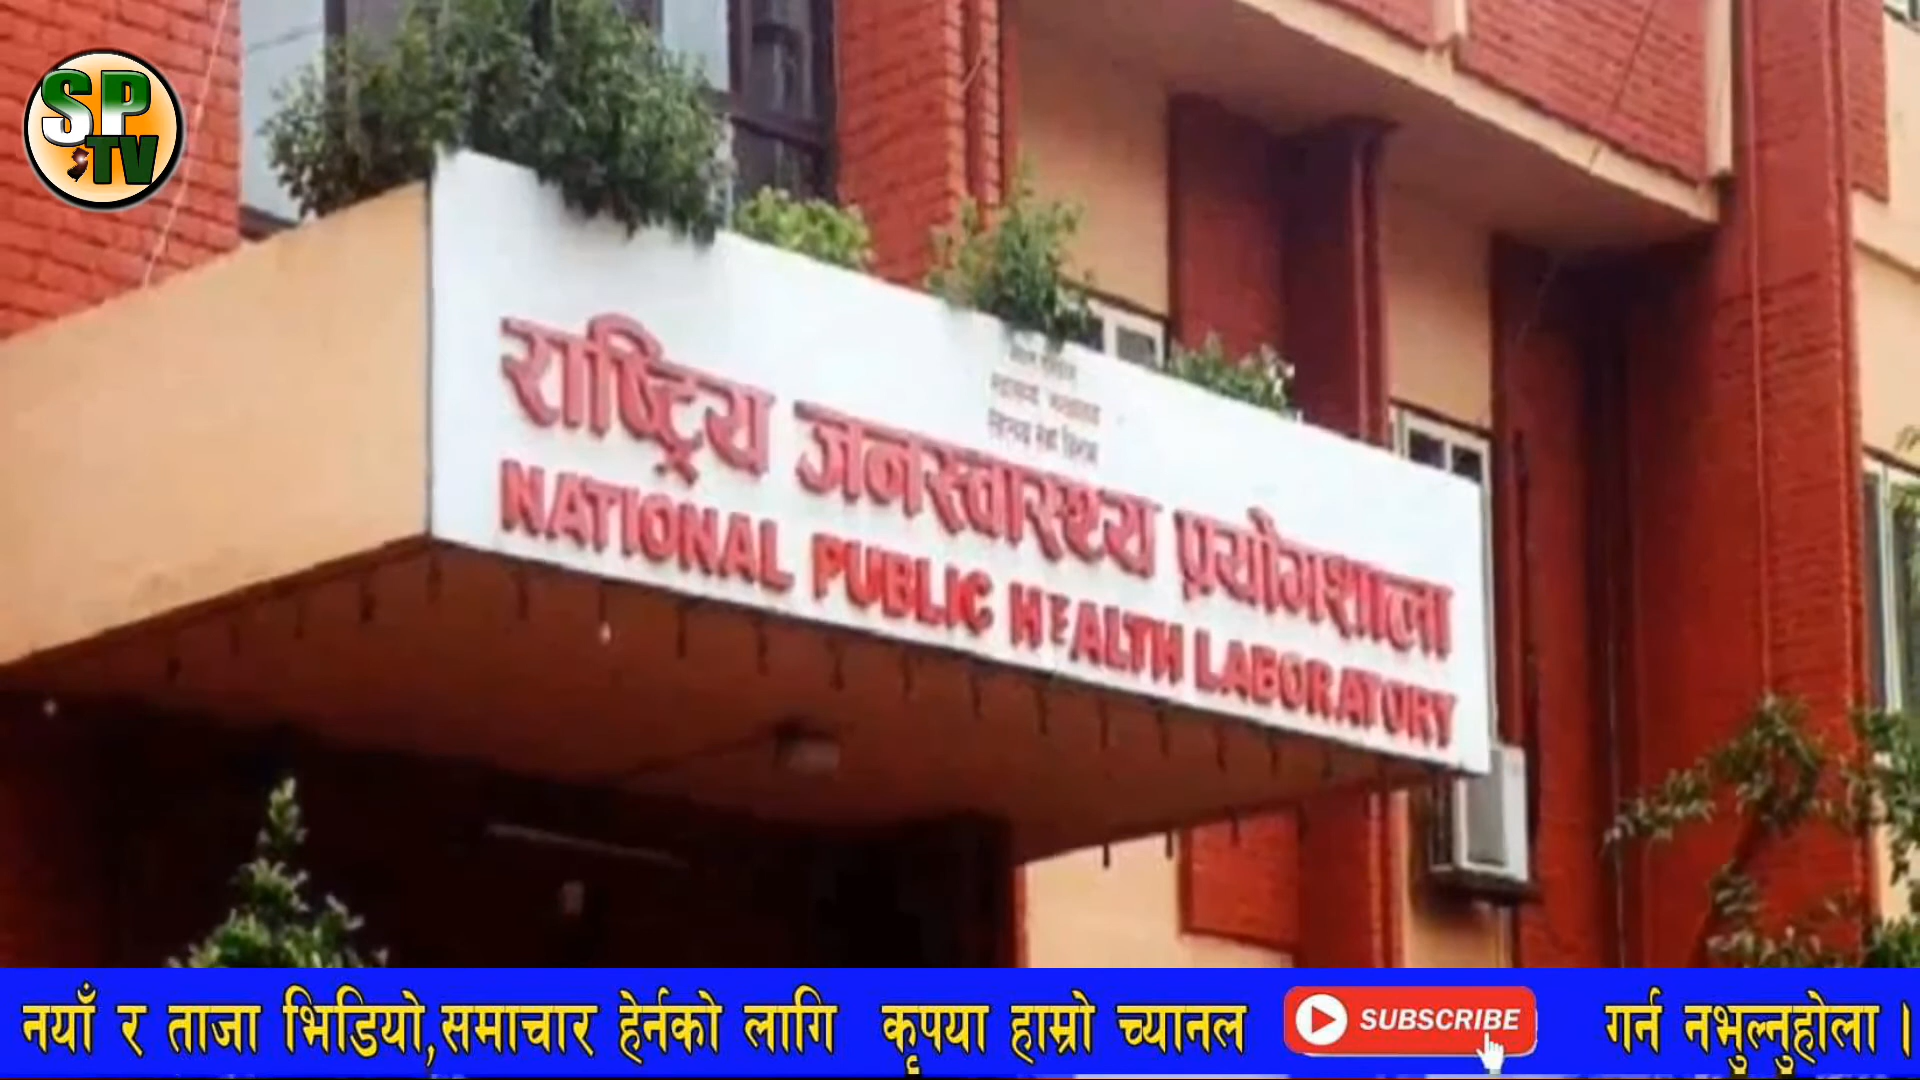 SP
TV
राष्ट्रिय जनस्वास्थ्य प्रयोगशाला
NATIONAL PUBLIC HEALTH LABORATORY
नयाँ र ताजा भिडियो,समाचार हेर्नको लागि कृपया हाम्रो च्यानल SUBSCRIBE गर्न नभुल्नुहोला ।